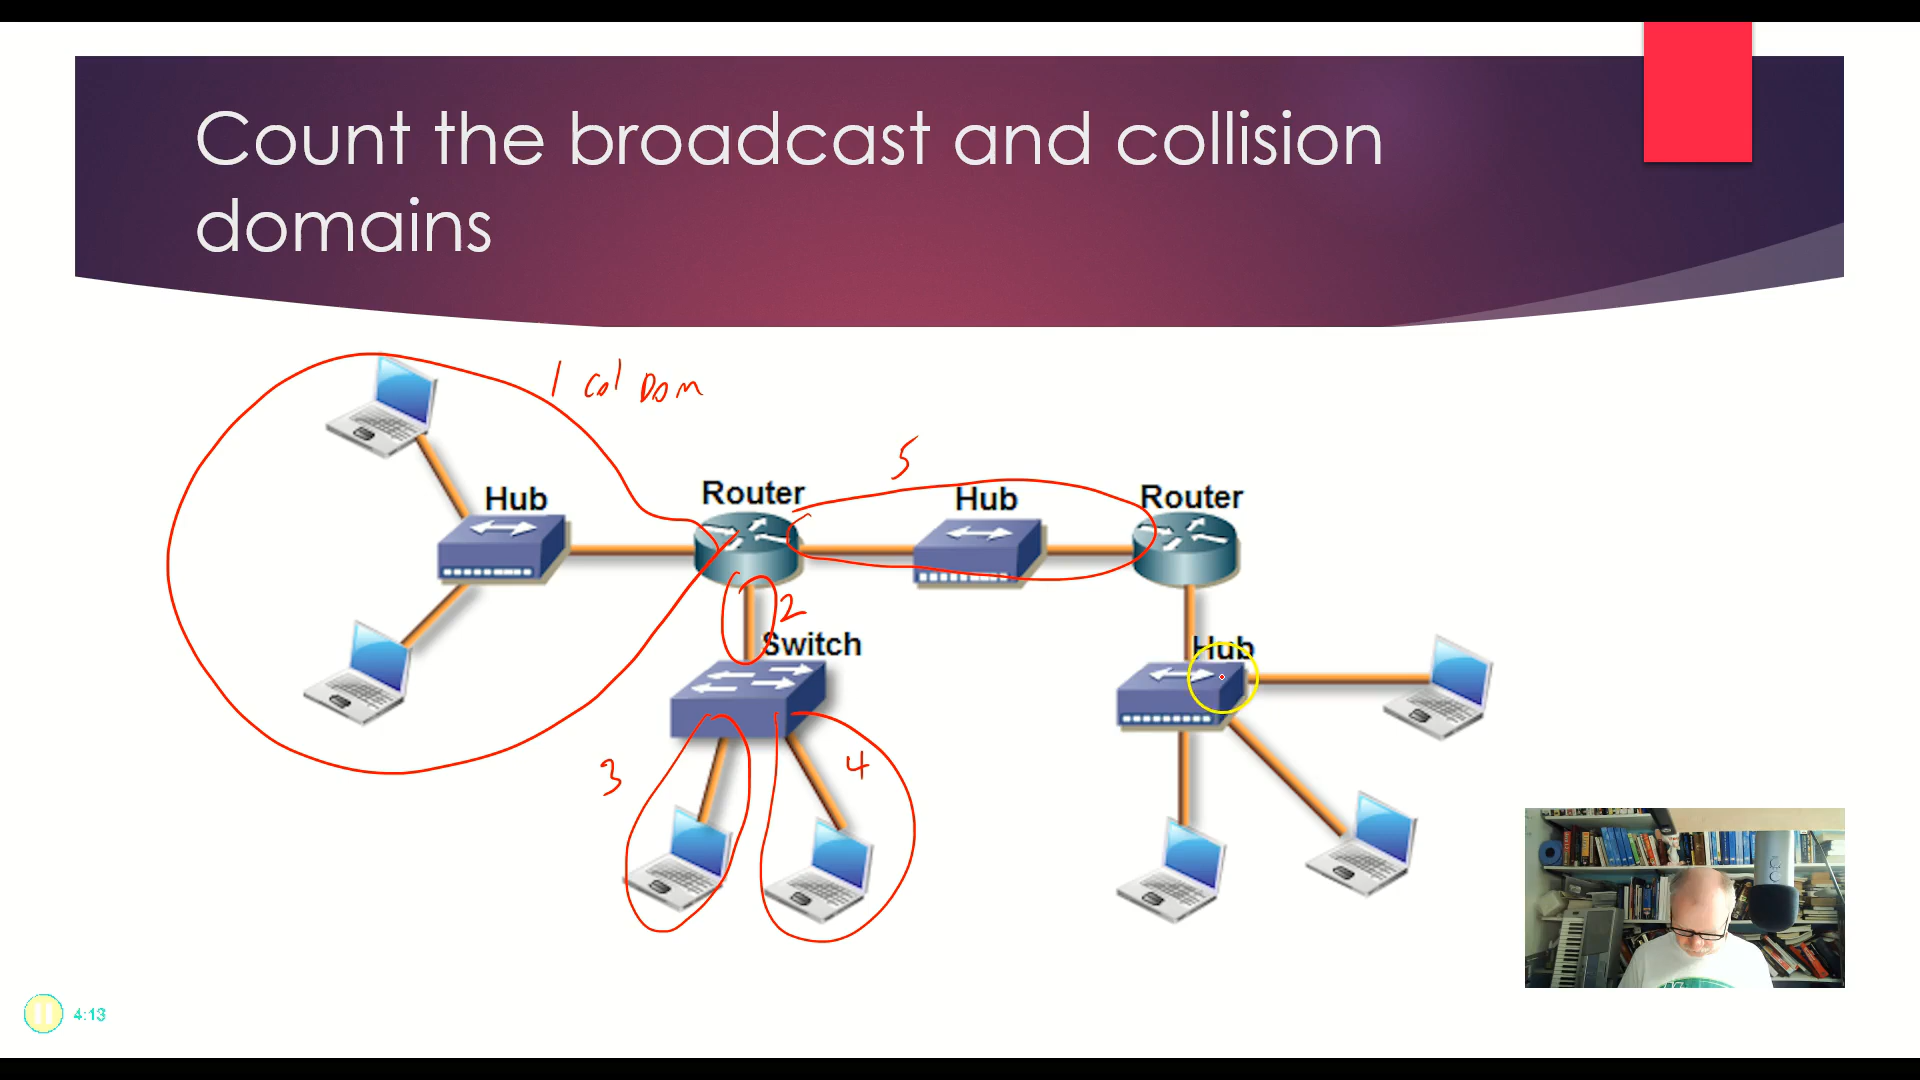 Count the broadcast and collision
domains
1 Col Dom
5
Hub
Router
Hub
Router
2
Switch
Hub
3
4
4:13